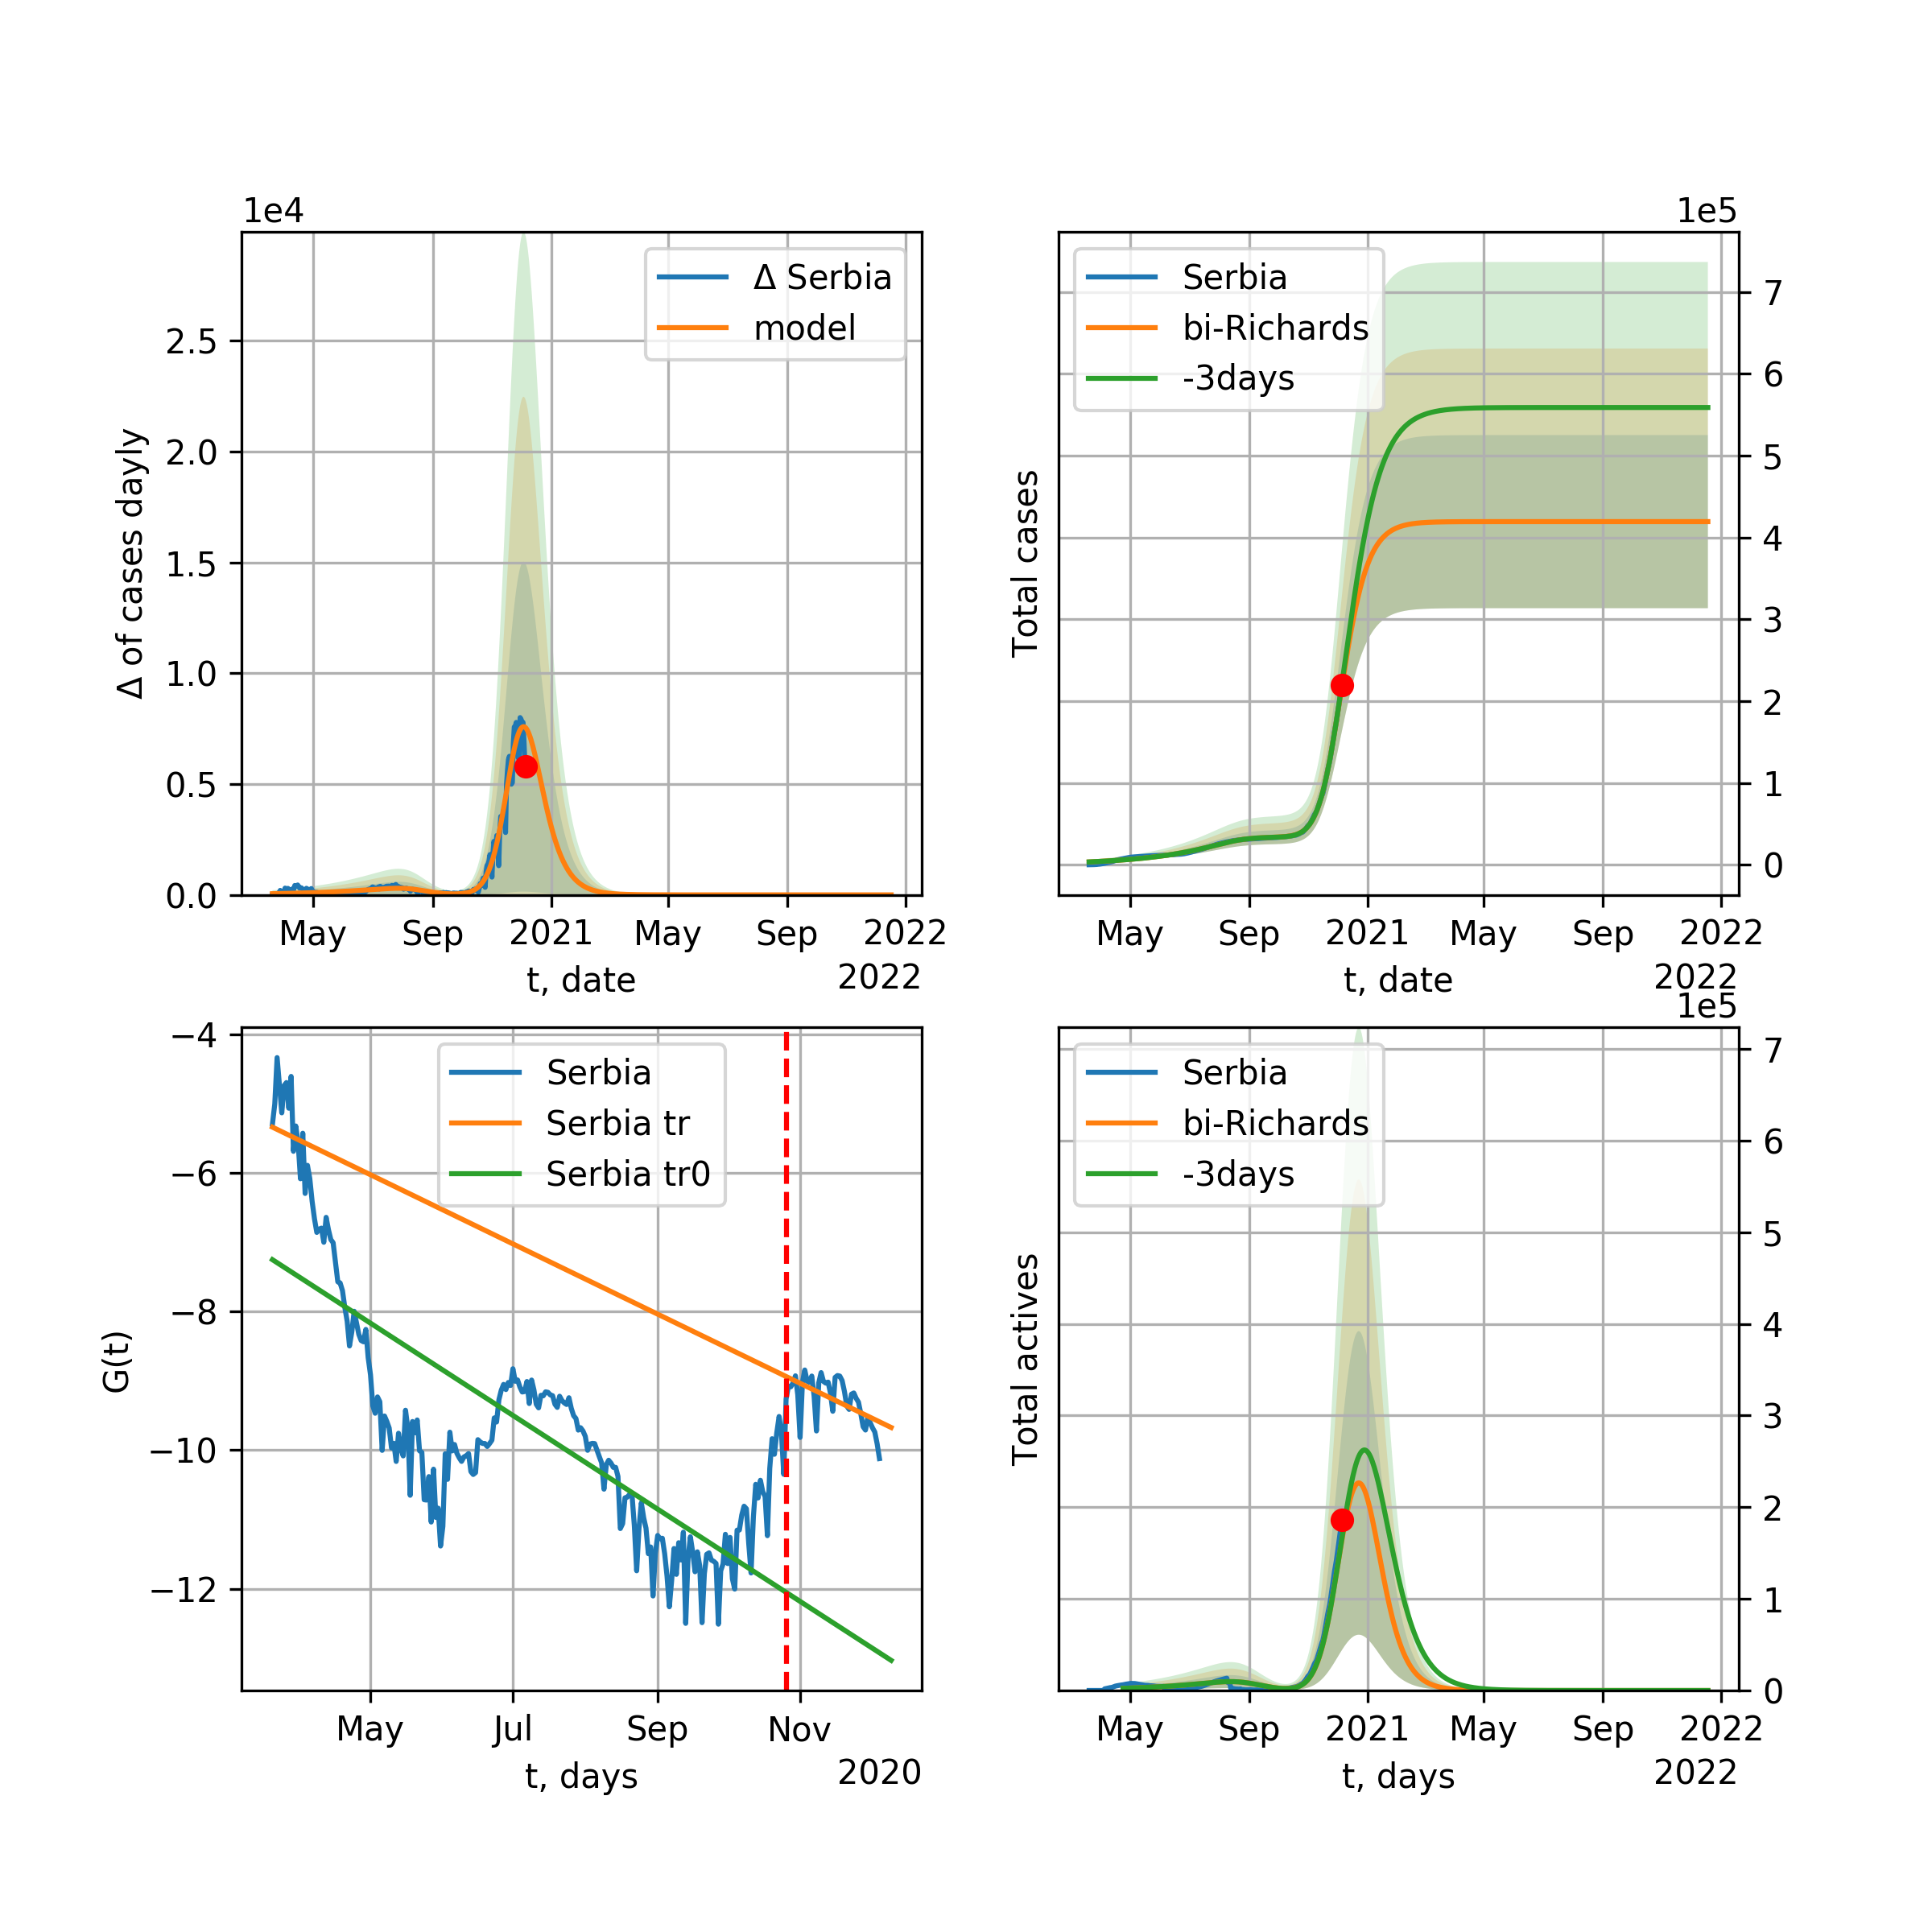 1e4
Δ Serbia
model
2.5
2.0
1.5
1.0
0.5
0.0
Δ of cases dayly
May Sep 2021 May Sep 2022
t, date
2022
1e5
Serbia
bi-Richards
-3days
7
6
5
4
3
2
1
0
Total cases
May Sep 2021 May Sep 2022
t, date
2022
−4
−6
−8
−10
−12
G(t)
Serbia
Serbia tr
Serbia tr0
May Jul Sep Nov
t, days
2020
1e5
Serbia
bi-Richards
-3days
7
6
5
4
3
2
1
0
Total actives
May Sep 2021 May Sep 2022
t, days
2022